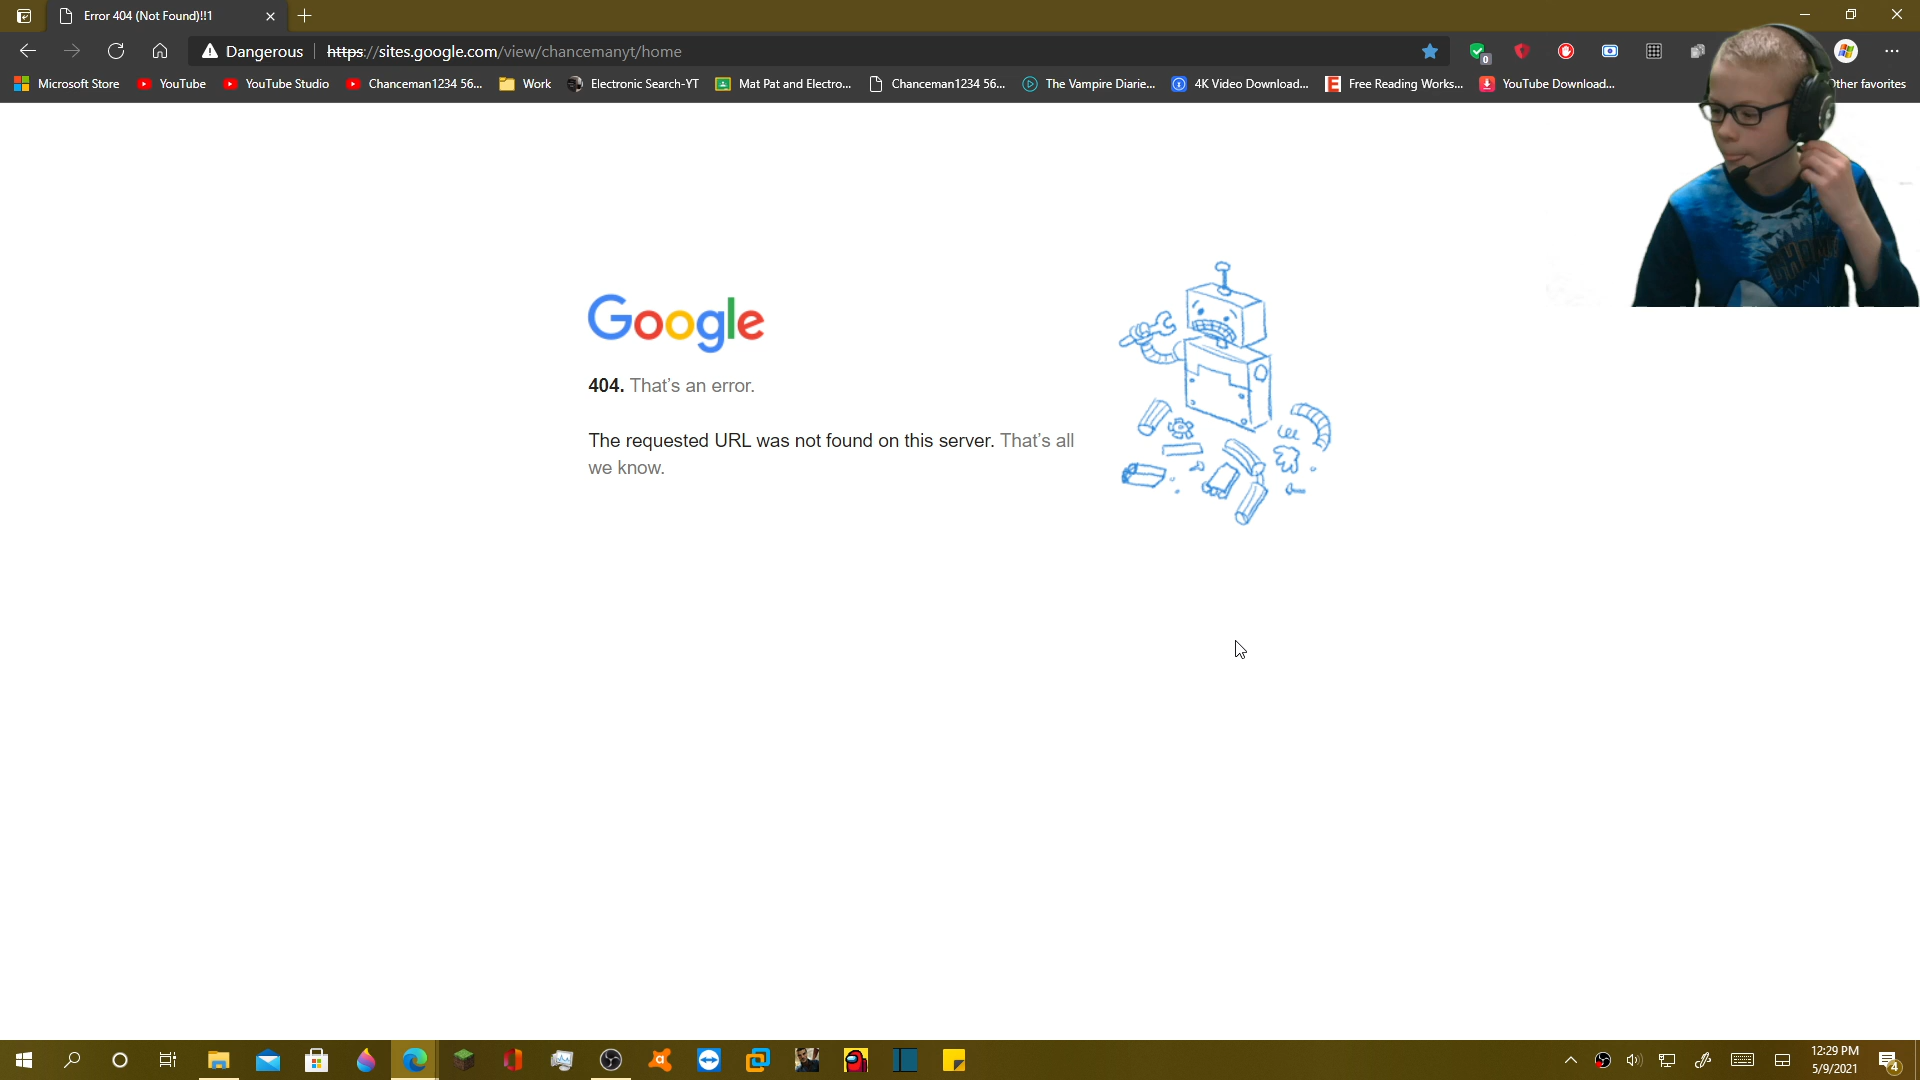 Error 404 (Not Found)!!1
Dangerous https://sites.google.com/view/chancemanyt/home
0
Microsoft Store YouTube YouTube Studio Chanceman1234 56... Work Electronic Search-YT Mat Pat and Electro... Chanceman1234 56... The Vampire Diarie... 4K Video Download... Free Reading Works... YouTube Download... ther favorites
Google
404. That's an error.
The requested URL was not found on this server. That's all
we know.
12:29 PM
5/9/2021
4